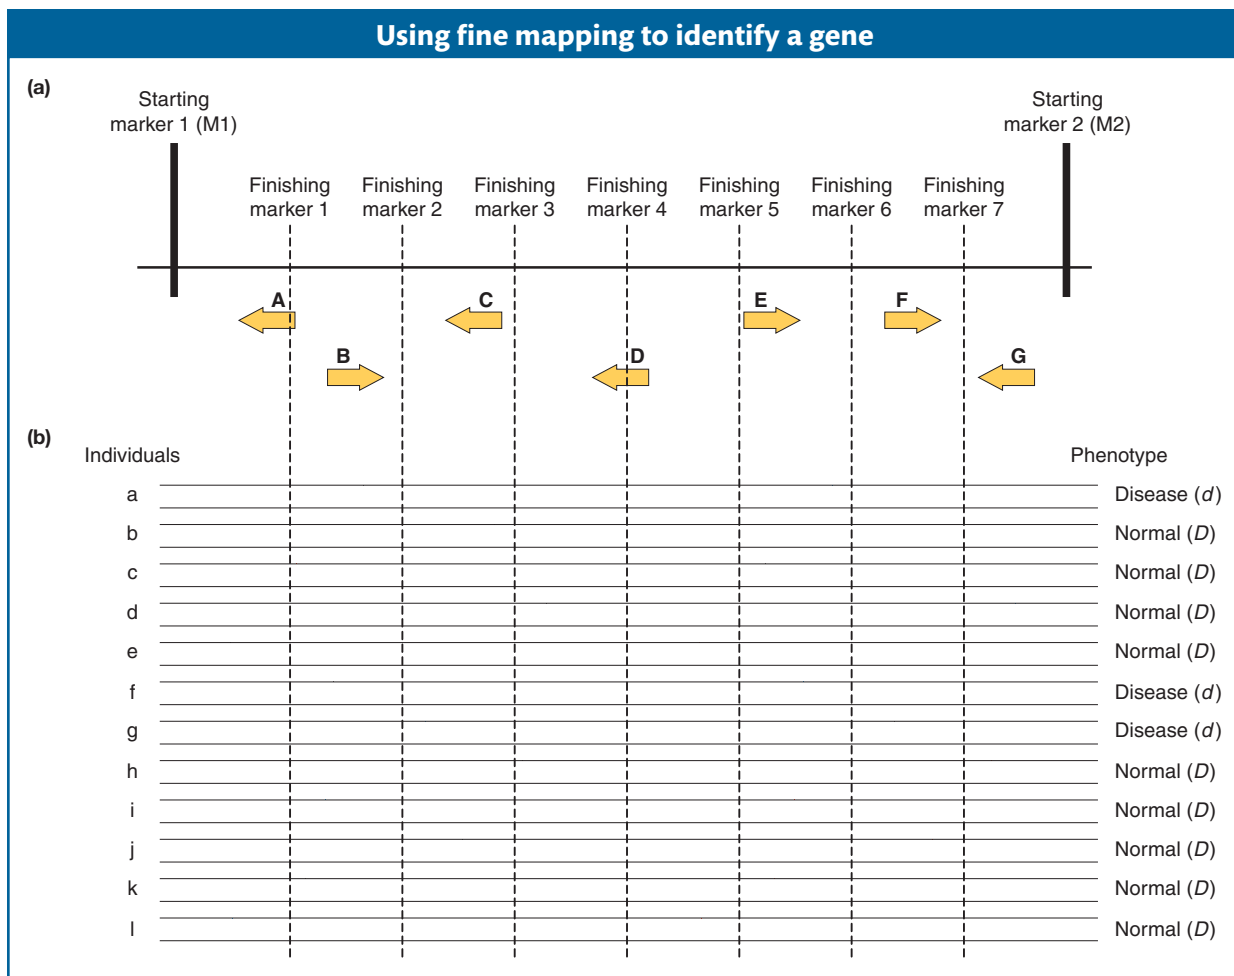 Using fine mapping to identify a gene
(a)
Starting
marker 1 (M1)
Starting
marker 2 (M2)
Finishing
marker 1
Finishing
marker 2
Finishing
marker 3
Finishing
marker 4
Finishing
marker 5
Finishing
marker 6
Finishing
marker 7
A
C
E
F
B
D
G
(b)
Individuals
Phenotype
a Disease (d)
b Normal (D)
c Normal (D)
d Normal (D)
e Normal (D)
f Disease (d)
g Disease (d)
h Normal (D)
i Normal (D)
j Normal (D)
k Normal (D)
l Normal (D)